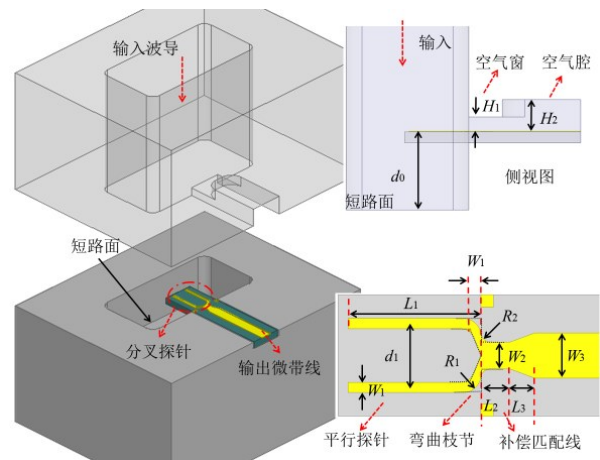 输入波导
短路面
分叉探针
输出微带线
输入
空气窗
空气腔
H1
H2
d0
侧视图
短路面
W1
L1
R2
d1
R1
W2
W3
W1
L2
L3
平行探针
弯曲枝节
补偿匹配线